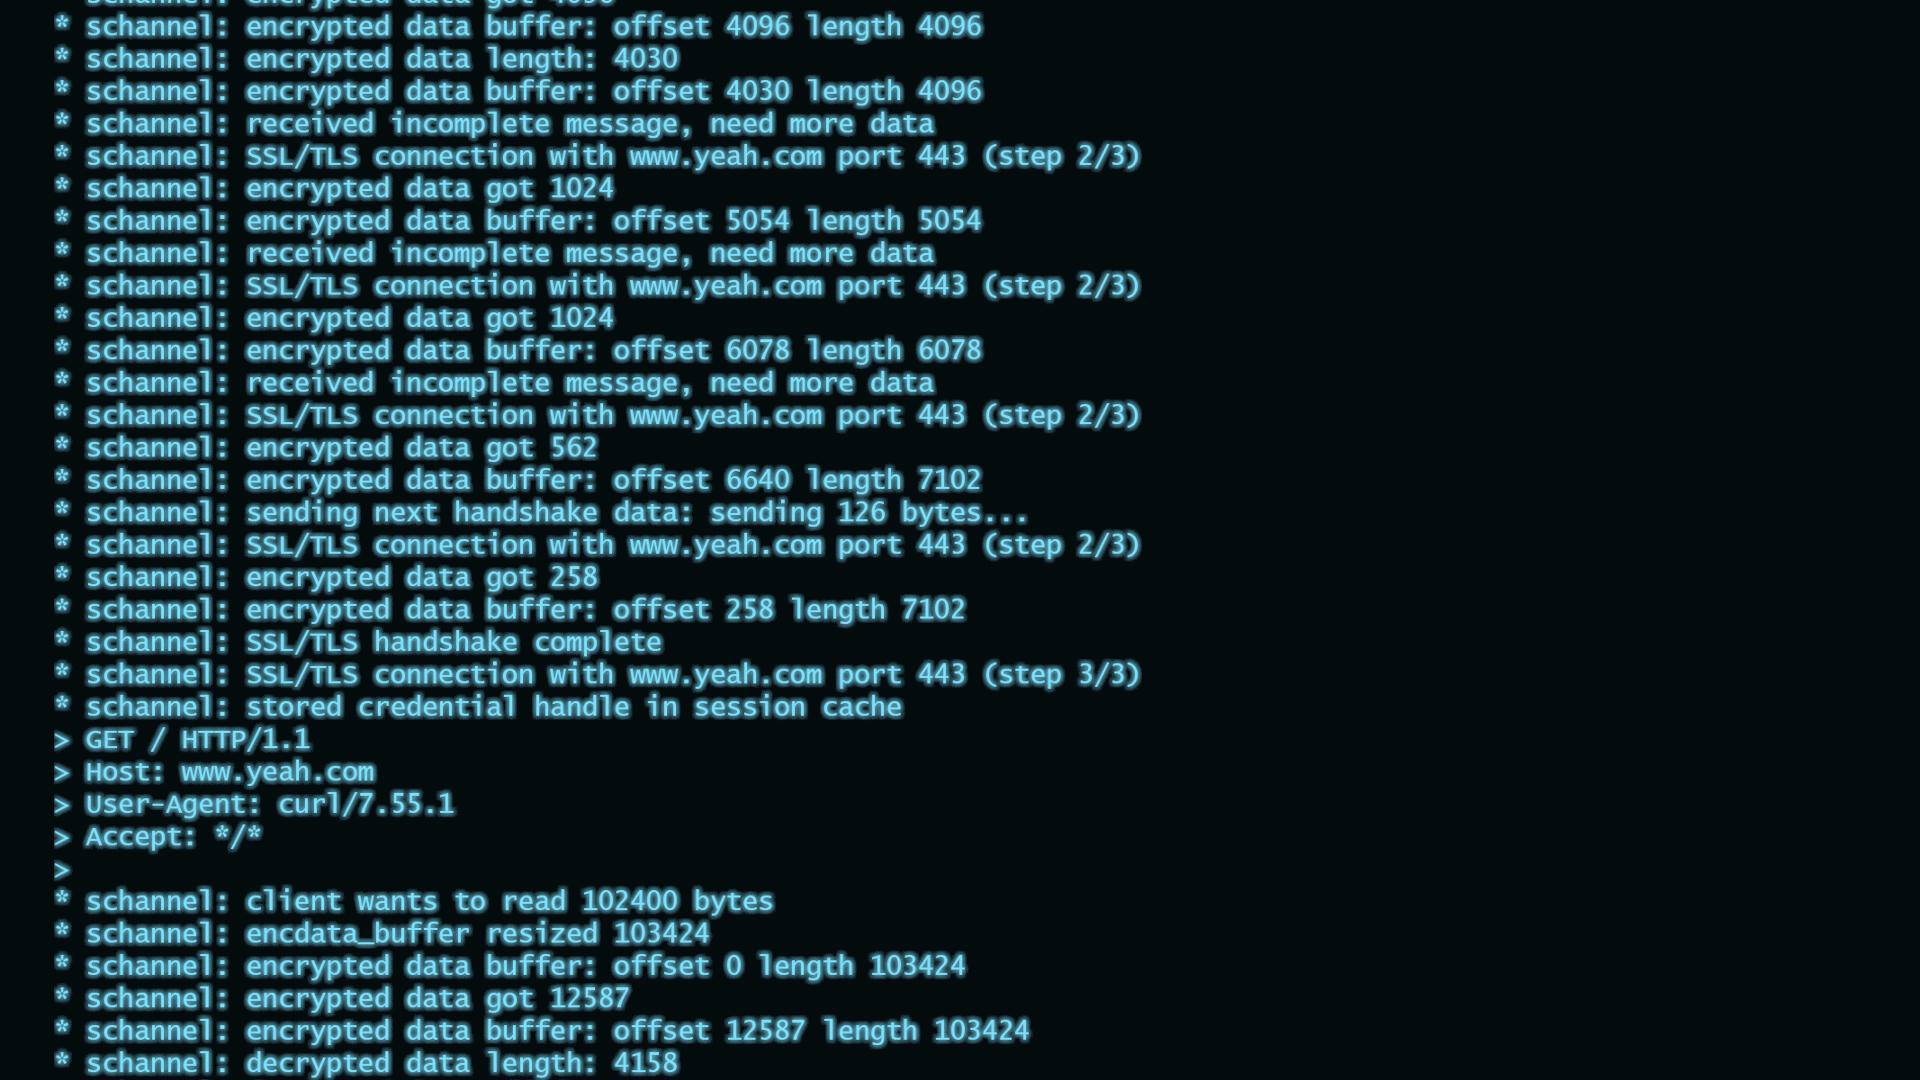 schannel: encrypted data got 4096
* schannel: encrypted data buffer: offset 4096 length 4096
* schannel: encrypted data length: 4030
* schannel: encrypted data buffer: offset 4030 length 4096
* schannel: received incomplete message, need more data
* schannel: SSL/TLS connection with www.yeah.com port 443 (step 2/3)
* schannel: encrypted data got 1024
* schannel: encrypted data buffer: offset 5054 length 5054
* schannel: received incomplete message, need more data
* schannel: SSL/TLS connection with www.yeah.com port 443 (step 2/3)
* schannel: encrypted data got 1024
* schannel: encrypted data buffer: offset 6078 length 6078
* schannel: received incomplete message, need more data
* schannel: SSL/TLS connection with www.yeah.com port 443 (step 2/3)
* schannel: encrypted data got 562
* schannel: encrypted data buffer: offset 6640 length 7102
* schannel: sending next handshake data: sending 126 bytes...
* schannel: SSL/TLS connection with www.yeah.com port 443 (step 2/3)
* schannel: encrypted data got 258
* schannel: encrypted data buffer: offset 258 length 7102
* schannel: SSL/TLS handshake complete
* schannel: SSL/TLS connection with www.yeah.com port 443 (step 3/3)
* schannel: stored credential handle in session cache
> GET / HTTP/1.1
> Host: www.yeah.com
> User-Agent: curl/7.55.1
> Accept: */*
>
* schannel: client wants to read 102400 bytes
* schannel: encdata_buffer resized 103424
* schannel: encrypted data buffer: offset 0 length 103424
* schannel: encrypted data got 12587
* schannel: encrypted data buffer: offset 12587 length 103424
* schannel: decrypted data length: 4158